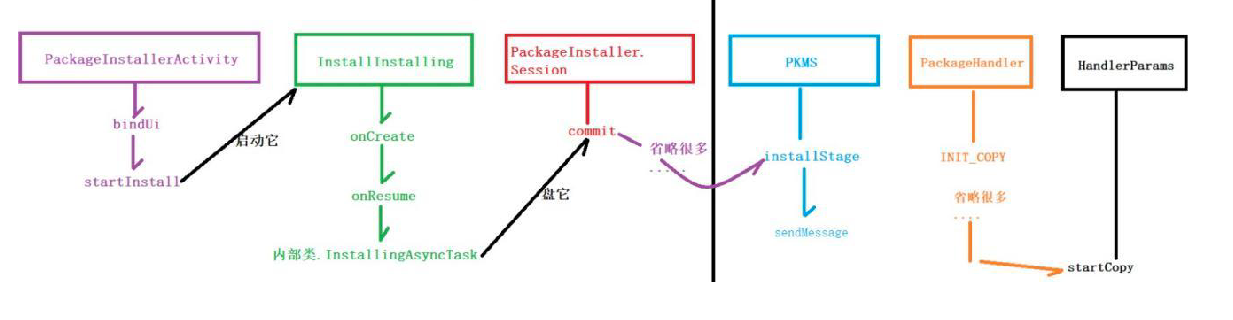 PackageInstallerActivity
bindUi
startInstall
启动它
InstallInstalling
onCreate
onResume
内部类.InstallingAsyncTask
盘它
PackageInstaller.
Session
commit
省略很多
.....
PKMS
installStage
sendMessage
PackageHandler
INIT_COPY
省略很多
....
HandlerParams
startCopy